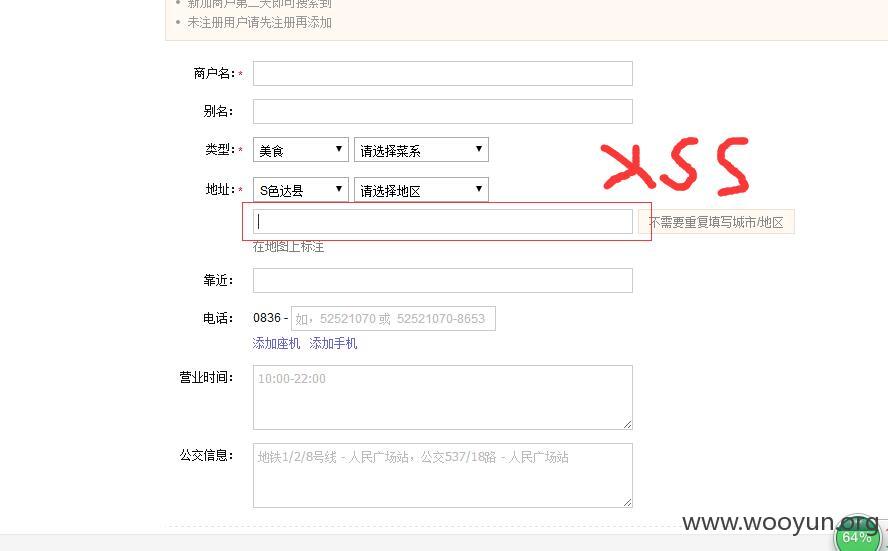 新加商户第二天即可搜索到
未注册用户请先注册再添加
商户名：*
别名：
类型：* 美食 请选择菜系
XSS
地址：* S色达县 请选择地区
不需要重复填写城市/地区
在地图上标注
靠近：
电话： 0836 - 如，52521070 或 52521070-8653
添加座机 添加手机
营业时间： 10:00-22:00
公交信息： 地铁1/2/8号线 - 人民广场站，公交537/18路 - 人民广场站
www.wooyun.org
64%